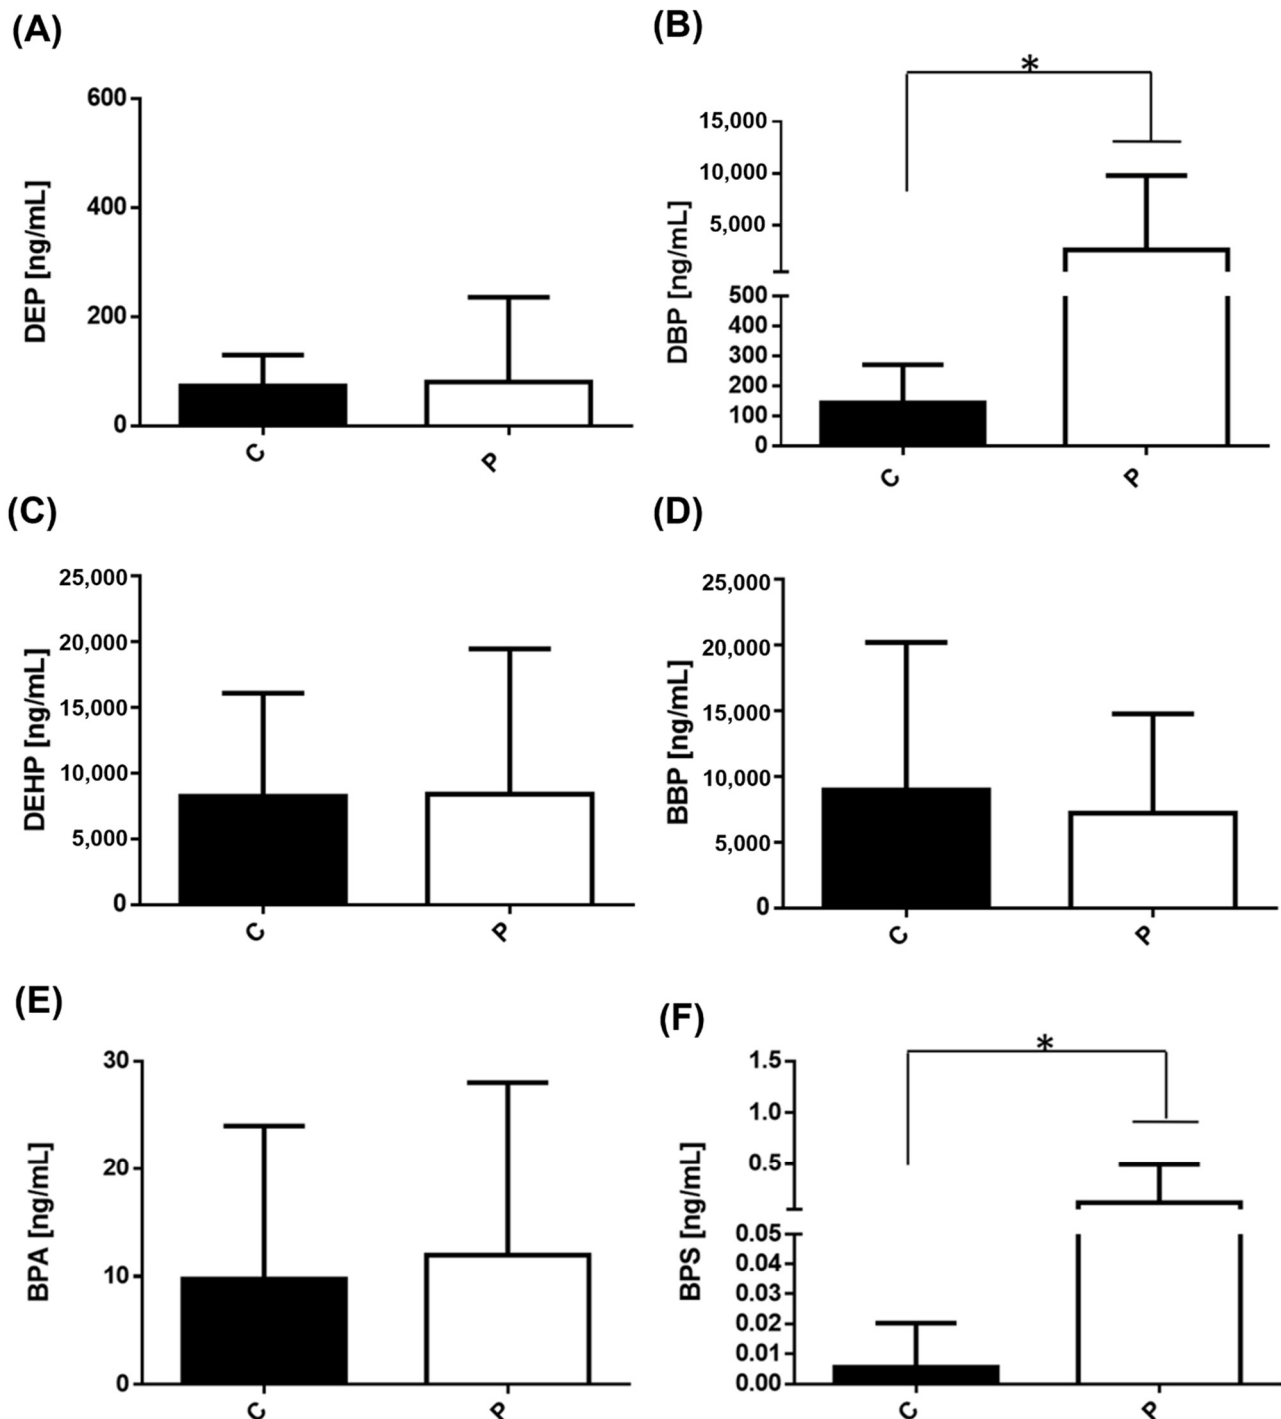 (A)
DEP [ng/mL]
600
400
200
0
C
P
(B)
*
DBP [ng/mL]
15,000
10,000
5,000
500
400
300
200
100
0
C
P
(C)
DEHP [ng/mL]
25,000
20,000
15,000
10,000
5,000
0
C
P
(D)
BBP [ng/mL]
25,000
20,000
15,000
10,000
5,000
0
C
P
(E)
BPA [ng/mL]
30
20
10
0
C
P
(F)
*
BPS [ng/mL]
1.5
1.0
0.5
0.05
0.04
0.03
0.02
0.01
0.00
C
P